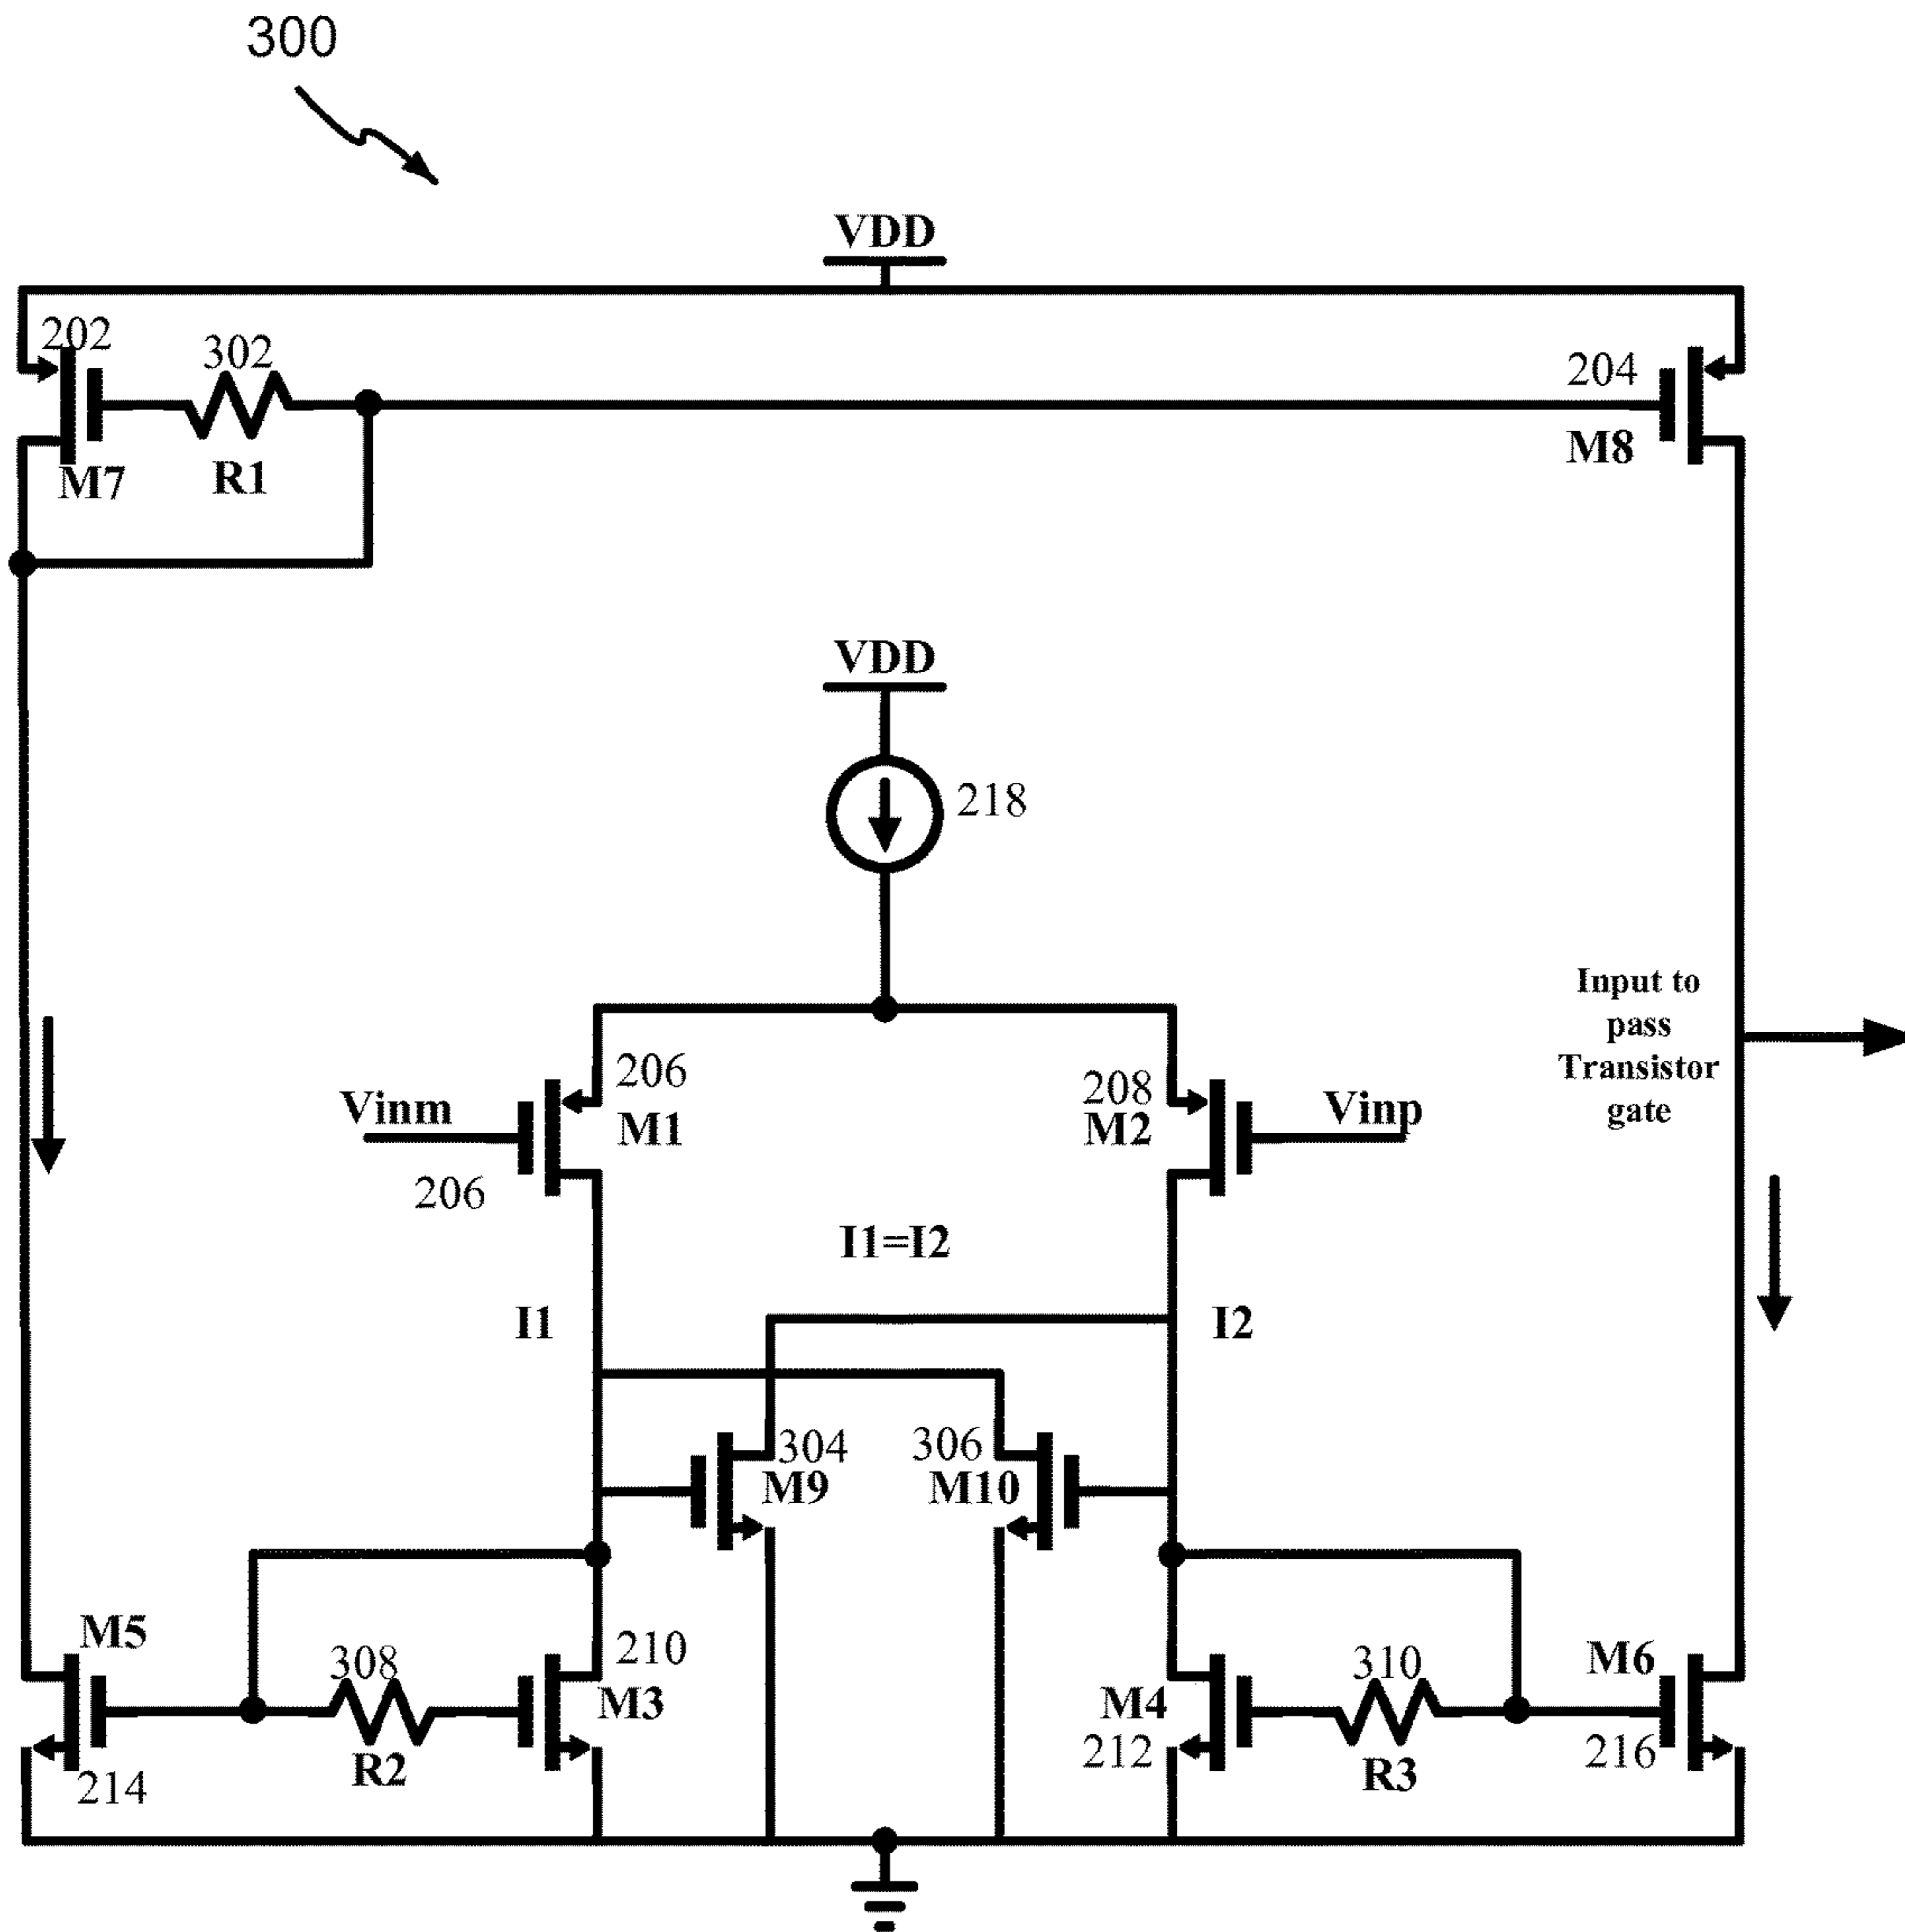 300
VDD
202
302
204
M7
R1
M8
VDD
218
Input to
pass
Transistor
gate
206
208
Vinm
M1
M2
Vinp
206
I1=I2
I1
I2
304
306
M9
M10
M5
308
210
310
M6
M3
M4
R2
212
R3
216
214